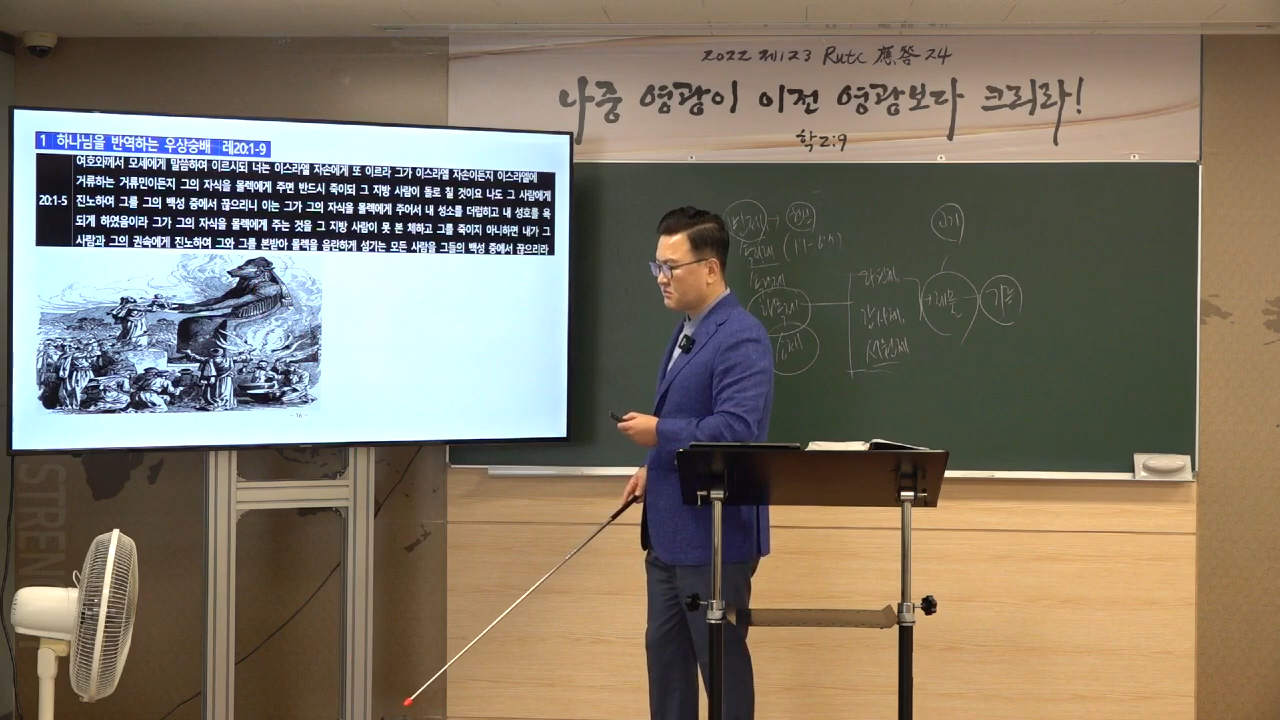 2022 제123 Rutc 應答 24
나중 영광이 이전 영광보다 크리라!
학2:9
1 하나님을 반역하는 우상숭배 레20:1-9
20:1-5
여호와께서 모세에게 말씀하여 이르시되 너는 이스라엘 자손에게 또 이르라 그가 이스라엘 자손이든지 이스라엘에
거류하는 거류민이든지 그의 자식을 몰렉에게 주면 반드시 죽이되 그 지방 사람이 돌로 칠 것이요 나도 그 사람에게
진노하여 그를 그의 백성 중에서 끊으리니 이는 그가 그의 자식을 몰렉에게 주어서 내 성소를 더럽히고 내 성호를 욕
되게 하였음이라 그가 그의 자식을 몰렉에게 주는 것을 그 지방 사람이 못 본 체하고 그를 죽이지 아니하면 내가 그
사람과 그의 권속에게 진노하여 그와 그를 본받아 몰렉을 음란하게 섬기는 모든 사람을 그들의 백성 중에서 끊으리라
- 16 -
번제 →
화목제
감사제,
서원제
STREN